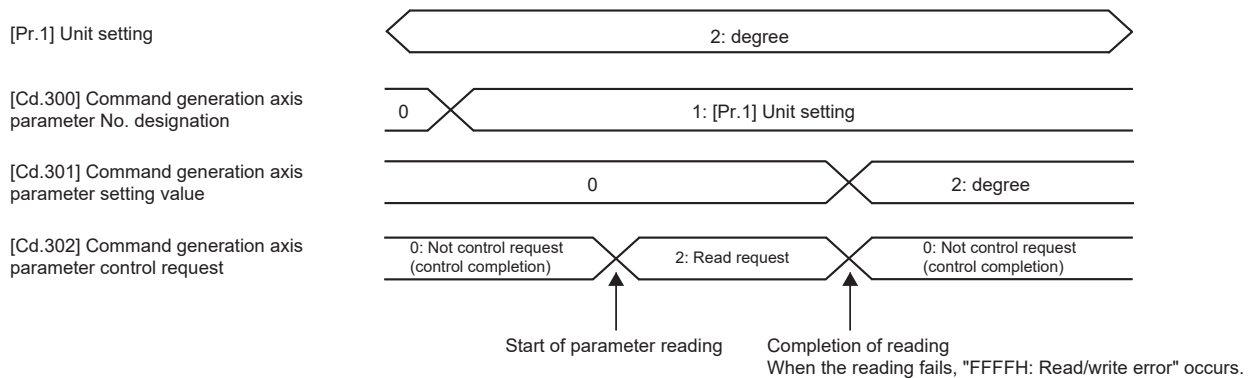 [Pr.1] Unit setting
2: degree
[Cd.300] Command generation axis
parameter No. designation
0
1: [Pr.1] Unit setting
[Cd.301] Command generation axis
parameter setting value
0
2: degree
[Cd.302] Command generation axis
parameter control request
0: Not control request
(control completion)
2: Read request
0: Not control request
(control completion)
Start of parameter reading
Completion of reading
When the reading fails, "FFFFH: Read/write error" occurs.